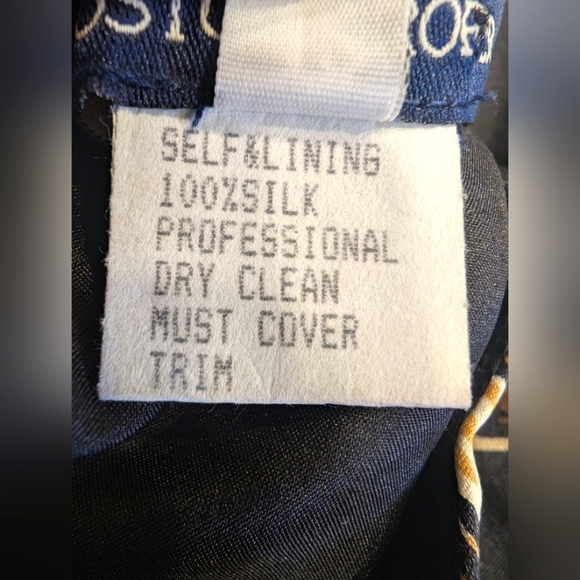 SELF&LINING
100%SILK
PROFESSIONAL
DRY CLEAN
MUST COVER
TRIM